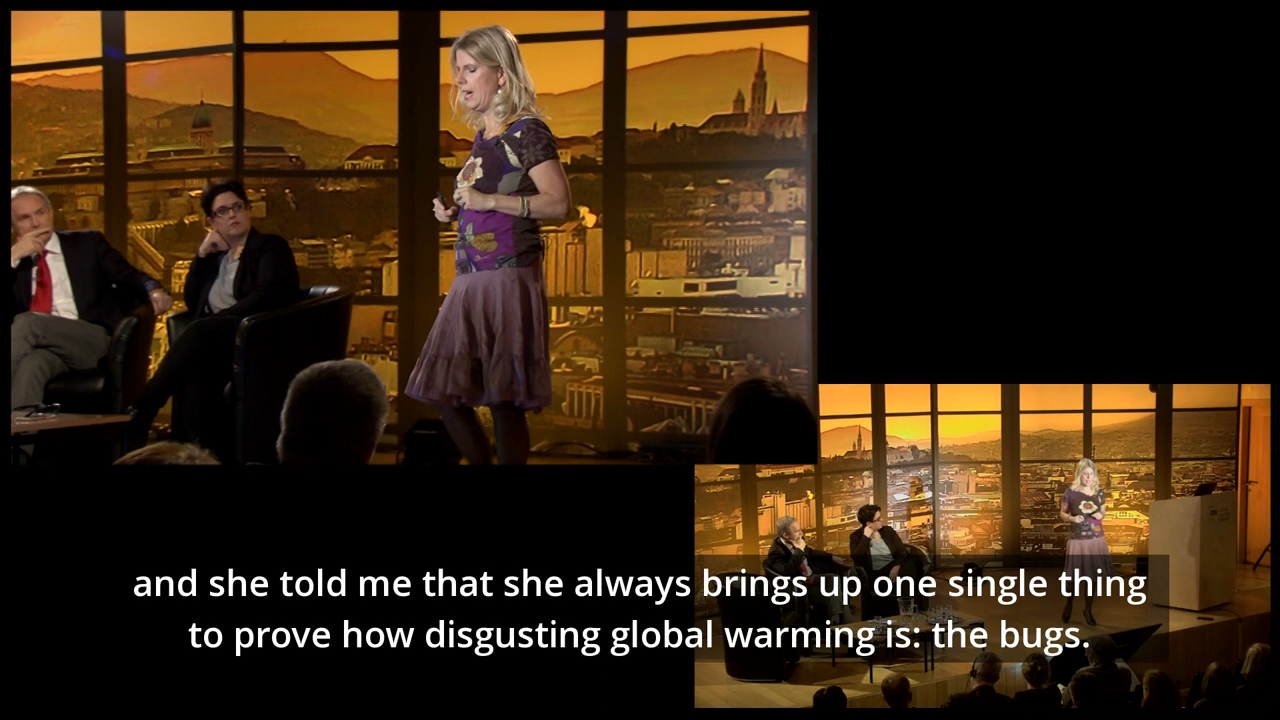 and she told me that she always brings up one single thing
to prove how disgusting global warming is: the bugs.